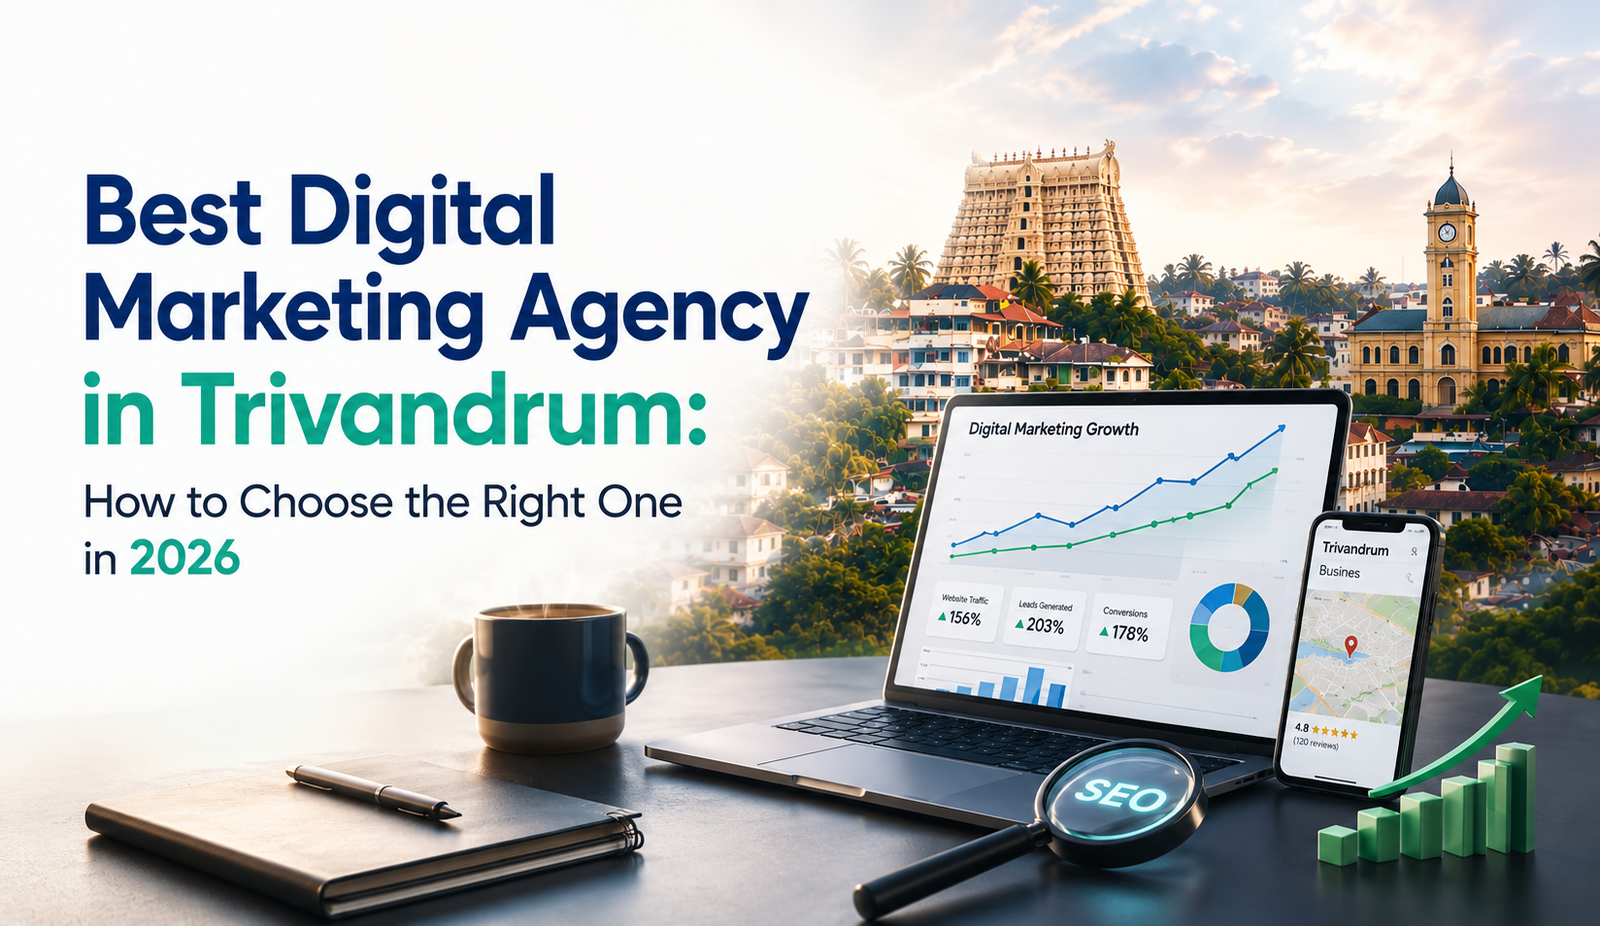 Best Digital
Marketing Agency
in Trivandrum:
How to Choose the Right One
in 2026
Digital Marketing Growth
Website Traffic
▲ 156%
Leads Generated
▲ 203%
Conversions
▲ 178%
Trivandrum
Busines
4.8 ★★★★★
(120 reviews)
SEO